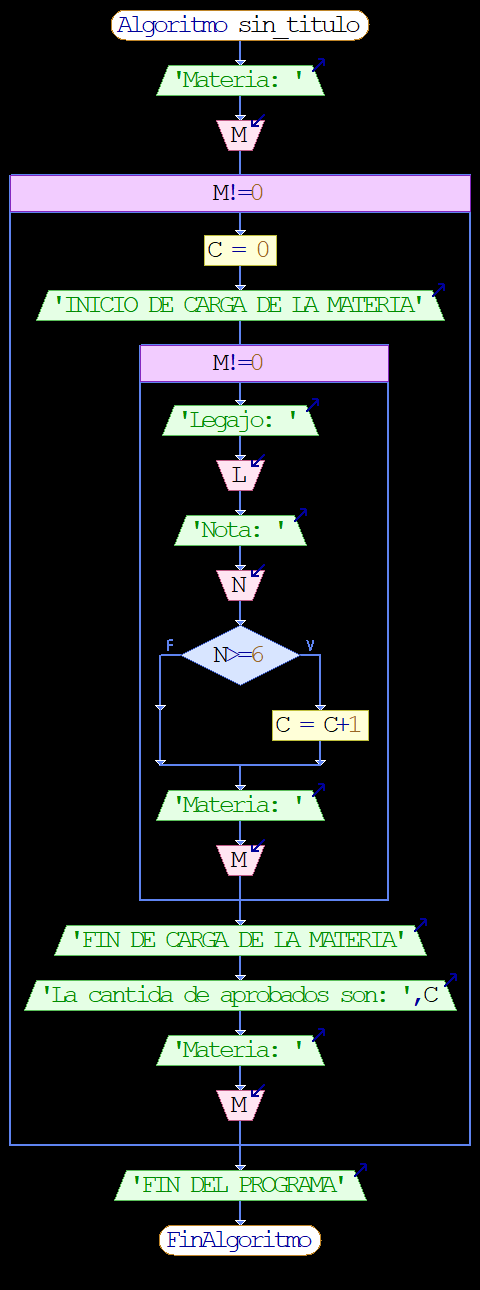 Algoritmo sin_titulo
'Materia: '
M
M!=0
C = 0
'INICIO DE CARGA DE LA MATERIA'
M!=0
'Legajo: '
L
'Nota: '
N
F
V
N>=6
C = C+1
'Materia: '
M
'FIN DE CARGA DE LA MATERIA'
'La cantida de aprobados son: ',C
'Materia: '
M
'FIN DEL PROGRAMA'
FinAlgoritmo